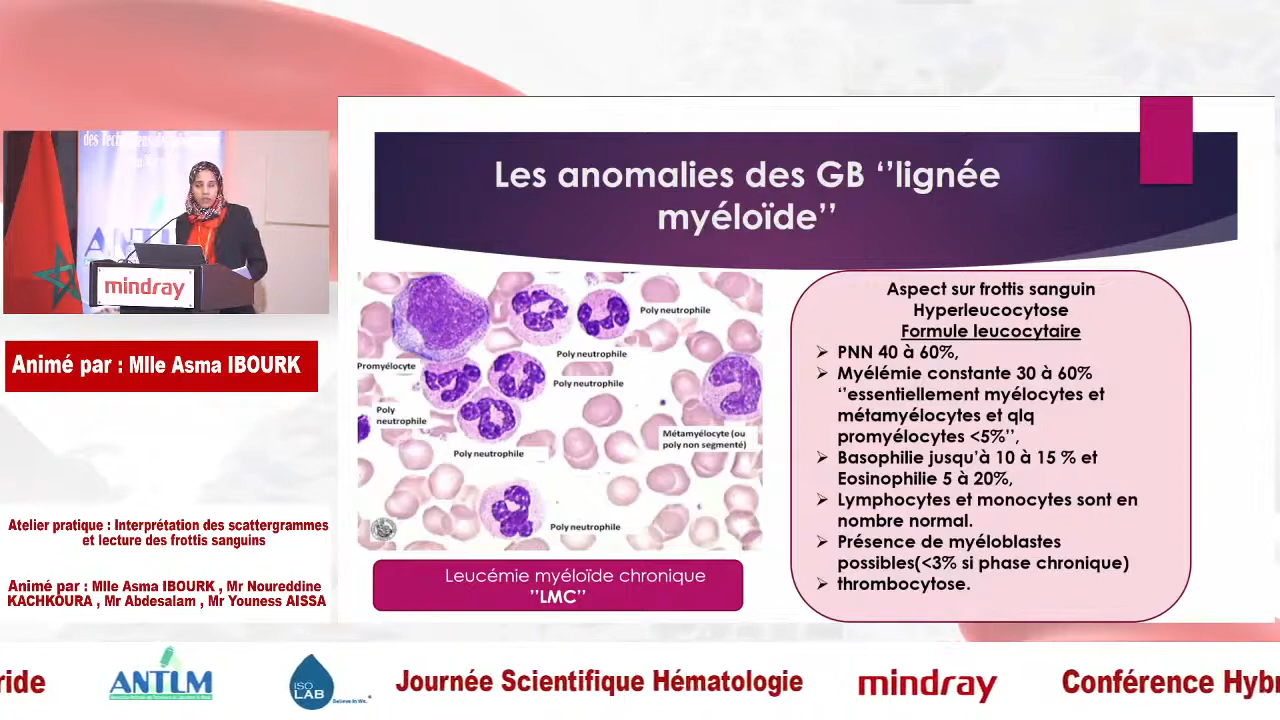 mindray
Animé par : Mlle Asma IBOURK
Atelier pratique : Interprétation des scattergrammes
et lecture des frottis sanguins
Animé par : Mlle Asma IBOURK , Mr Noureddine
KACHKOURA , Mr Abdesalam , Mr Youness AISSA
Les anomalies des GB ‘’lignée
myéloïde’’
Poly neutrophile
Poly neutrophile
Promyélocyte
Poly neutrophile
Poly
neutrophile
Métamyélocyte (ou
poly non segmenté)
Poly neutrophile
Poly neutrophile
Leucémie myéloïde chronique
’’LMC’’
Aspect sur frottis sanguin
Hyperleucocytose
Formule leucocytaire
➢ PNN 40 à 60%,
➢ Myélémie constante 30 à 60%
‘’essentiellement myélocytes et
métamyélocytes et qlq
promyélocytes <5%’’,
➢ Basophilie jusqu’à 10 à 15 % et
Eosinophilie 5 à 20%,
➢ Lymphocytes et monocytes sont en
nombre normal.
➢ Présence de myéloblastes
possibles(<3% si phase chronique)
➢ thrombocytose.
ride
ANTLM
ISO
LAB
Journée Scientifique Hématologie
mindray
Conférence Hybr